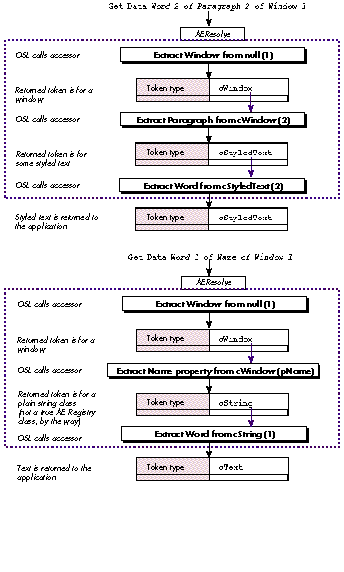 Get Data Word 2 of Paragraph 2 of Window 1
AEResolve
OSL calls accessor
Extract Window from null (1)
Returned token is for a
window
Token type
cWindow
OSL calls accessor
Extract Paragraph from cWindow (2)
Returned token is for
some styled text
Token type
cStyledText
OSL calls accessor
Extract Word from cStyledText (2)
Styled text is returned to
the application
Token type
cStyledText
Get Data Word 1 of Name of Window 1
AEResolve
OSL calls accessor
Extract Window from null (1)
Returned token is for a
window
Token type
cWindow
OSL calls accessor
Extract Name property from cWindow (pName)
Returned token is for a
plain string class
(not a true AE Registry
class, by the way)
Token type
cString
OSL calls accessor
Extract Word from cString (1)
Text is returned to the
application
Token type
cText